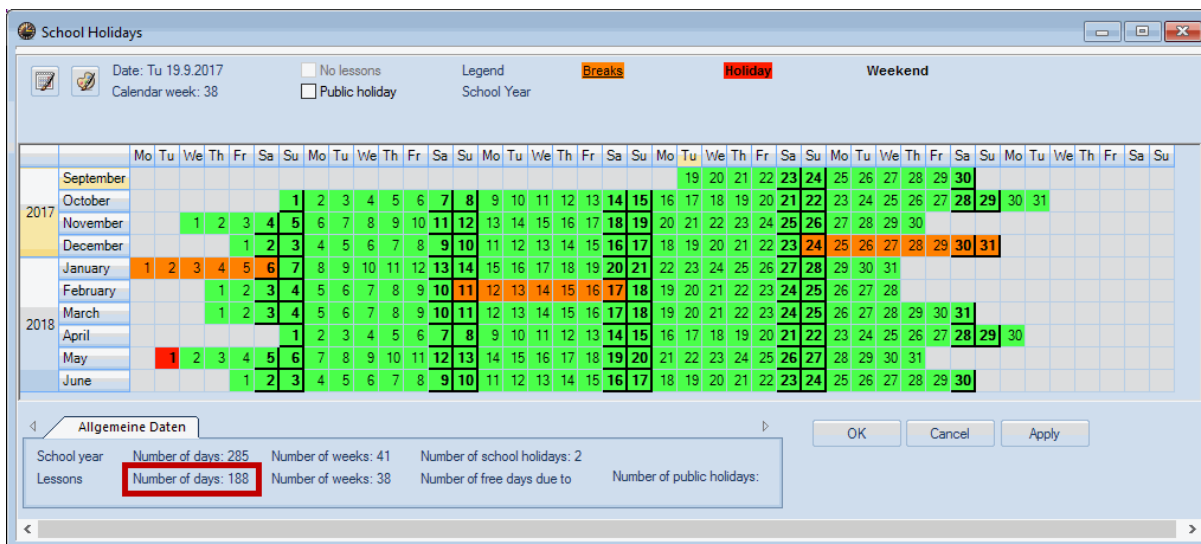 School Holidays
Date: Tu 19.9.2017 No lessons Legend Breaks Holiday Weekend
Calendar week: 38 Public holiday School Year
Mo Tu We Th Fr Sa Su Mo Tu We Th Fr Sa Su Mo Tu We Th Fr Sa Su Mo Tu We Th Fr Sa Su Mo Tu We Th Fr Sa Su Mo Tu We Th Fr Sa Su
2017
September 19 20 21 22 23 24 25 26 27 28 29 30
October 1 2 3 4 5 6 7 8 9 10 11 12 13 14 15 16 17 18 19 20 21 22 23 24 25 26 27 28 29 30 31
November 1 2 3 4 5 6 7 8 9 10 11 12 13 14 15 16 17 18 19 20 21 22 23 24 25 26 27 28 29 30
December 1 2 3 4 5 6 7 8 9 10 11 12 13 14 15 16 17 18 19 20 21 22 23 24 25 26 27 28 29 30 31
2018
January 1 2 3 4 5 6 7 8 9 10 11 12 13 14 15 16 17 18 19 20 21 22 23 24 25 26 27 28 29 30 31
February 1 2 3 4 5 6 7 8 9 10 11 12 13 14 15 16 17 18 19 20 21 22 23 24 25 26 27 28
March 1 2 3 4 5 6 7 8 9 10 11 12 13 14 15 16 17 18 19 20 21 22 23 24 25 26 27 28 29 30 31
April 1 2 3 4 5 6 7 8 9 10 11 12 13 14 15 16 17 18 19 20 21 22 23 24 25 26 27 28 29 30
May 1 2 3 4 5 6 7 8 9 10 11 12 13 14 15 16 17 18 19 20 21 22 23 24 25 26 27 28 29 30 31
June 1 2 3 4 5 6 7 8 9 10 11 12 13 14 15 16 17 18 19 20 21 22 23 24 25 26 27 28 29 30
Allgemeine Daten OK Cancel Apply
School year Number of days: 285 Number of weeks: 41 Number of school holidays: 2
Lessons Number of days: 188 Number of weeks: 38 Number of free days due to Number of public holidays: